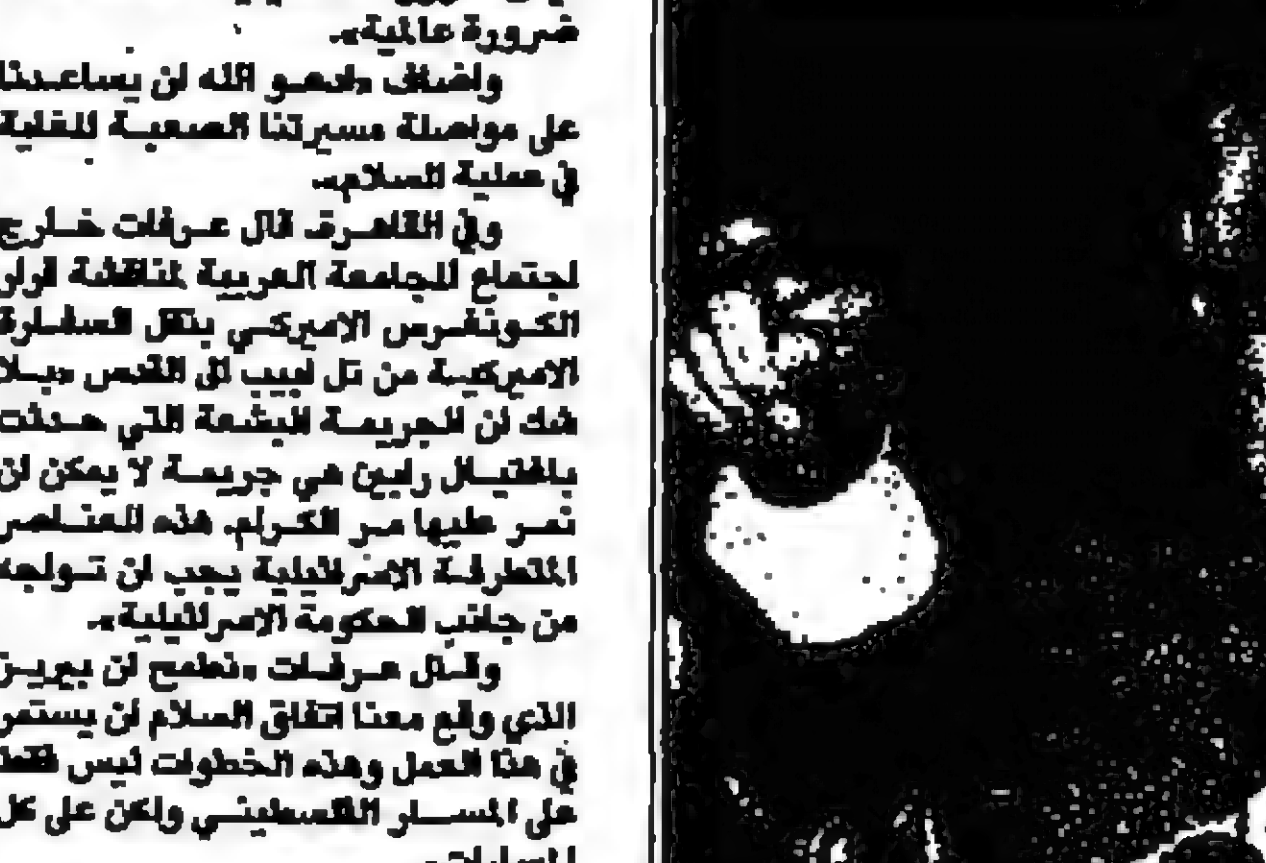 ضرورة عالمية».
واضاف «ادعو الله ان يساعدنا
على مواصلة مسيرتنا الصعبة للغاية
في عملية السلام».
وفي القاهرة، قال عرفات خارج
اجتماع الجامعة العربية لمناقشة قرار
الكونغرس الاميركي بنقل السفارة
الاميركية من تل ابيب الى القدس «بلا
شك ان الجريمة البشعة التي حدثت
باغتيال رابين هي جريمة لا يمكن ان
نمر عليها مر الكرام. هذه العناصر
المتطرفة الاسرائيلية يجب ان تواجه
من جانب الحكومة الاسرائيلية».
وقال عرفات «نطمح ان بيريز
الذي وقع معنا اتفاق السلام ان يستمر
في هذا العمل وهذه الخطوات ليس فقط
على المسار الفلسطيني ولكن على كل